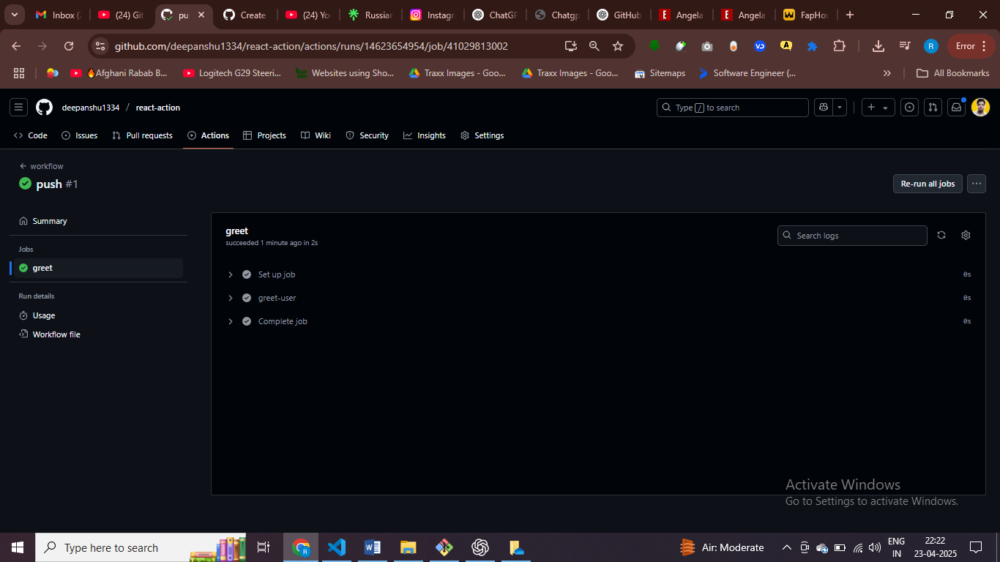 Inbox (2
(24) Git
pu
Create
(24) Yo
Russian
Instagra
ChatGP
Chatgp
GitHub
Angela
Angela
FapHou
github.com/deepanshu1334/react-action/actions/runs/14623654954/job/41029813002
R
Error
🔥Afghani Rabab B...
Logitech G29 Steeri...
Websites using Sho...
Traxx Images - Goo...
Traxx Images - Goo...
Sitemaps
Software Engineer (...
»
All Bookmarks
deepanshu1334 / react-action
Type / to search
Code
Issues
Pull requests
Actions
Projects
Wiki
Security
Insights
Settings
← workflow
push #1
Re-run all jobs
...
Summary
Jobs
greet
Run details
Usage
Workflow file
greet
succeeded 1 minute ago in 2s
Search logs
Set up job 0s
greet-user 0s
Complete job 0s
Activate Windows
Go to Settings to activate Windows.
Type here to search
Air: Moderate
ENG
IN
22:22
23-04-2025